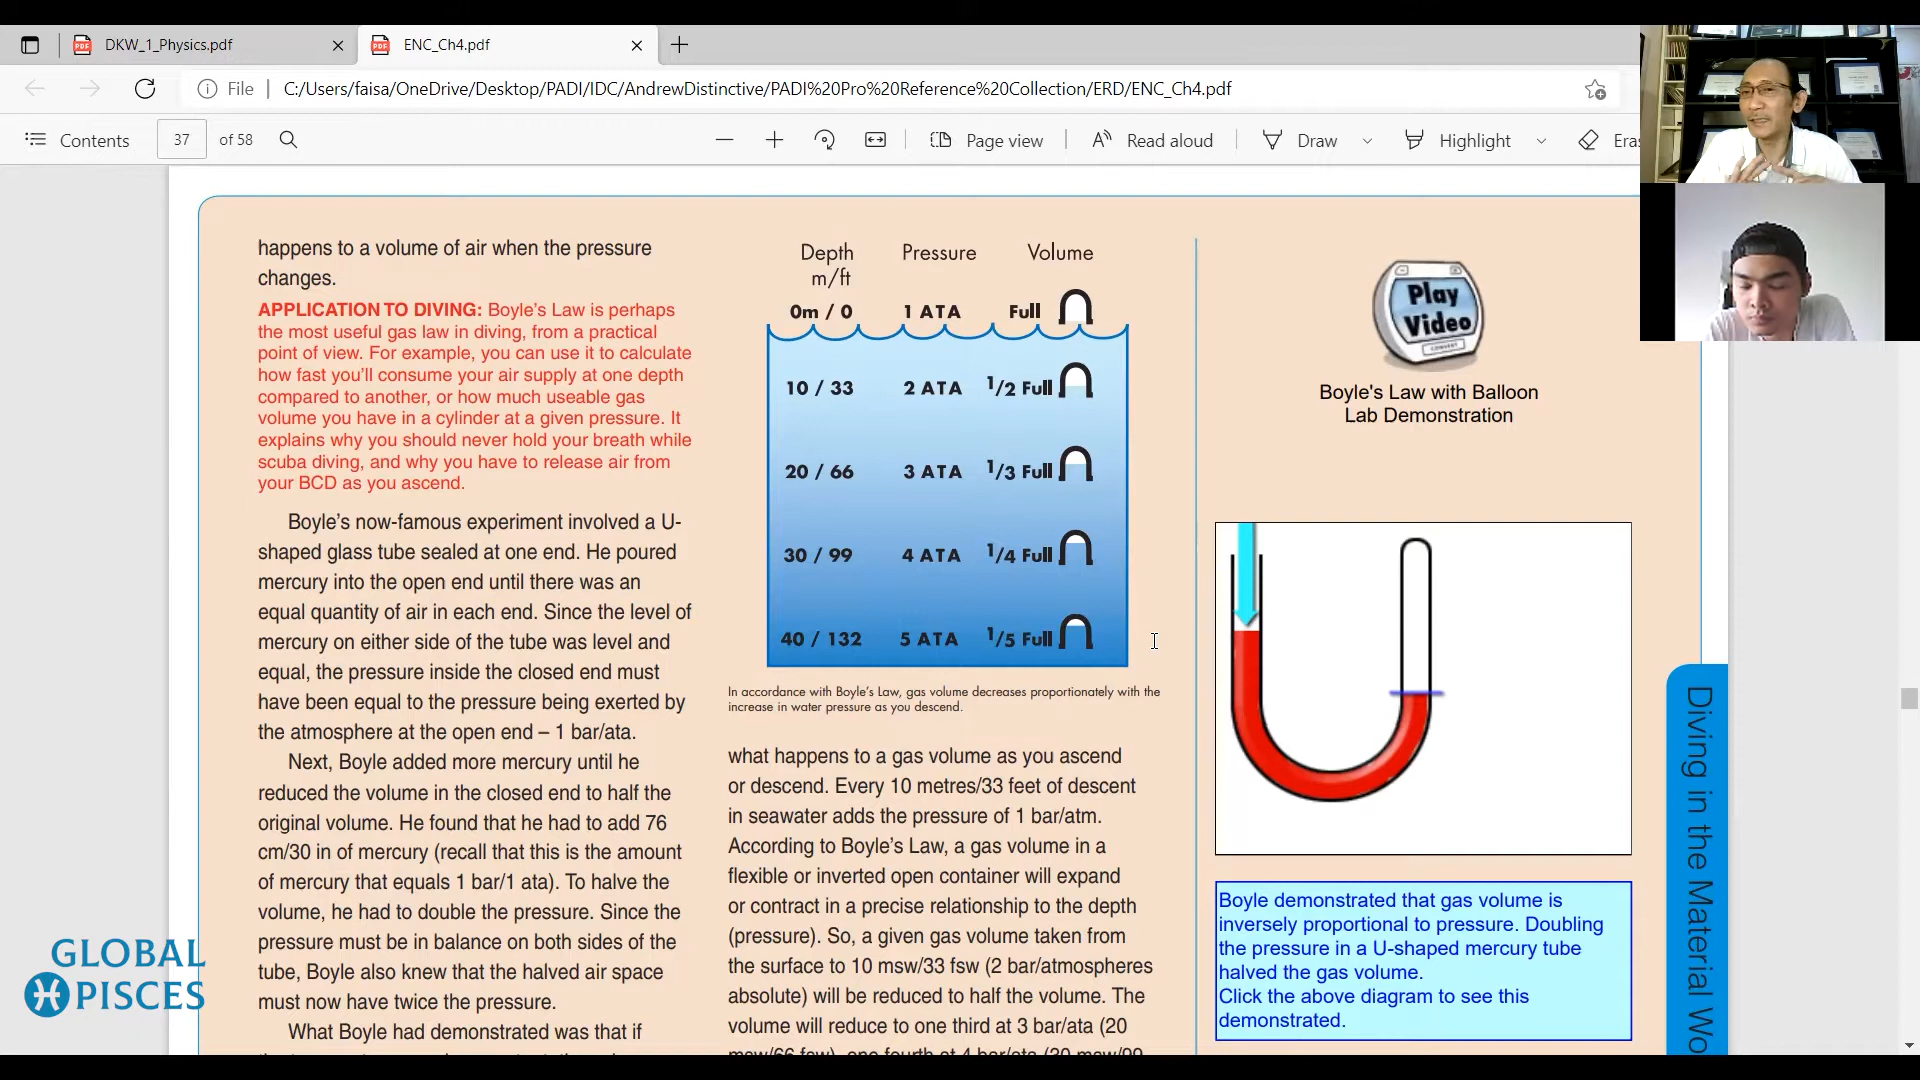 DKW_1_Physics.pdf
ENC_Ch4.pdf
File
C:/Users/faisa/OneDrive/Desktop/PADI/IDC/AndrewDistinctive/PADI%20Pro%20Reference%20Collection/ERD/ENC_Ch4.pdf
Contents
37 of 58
Page view
Read aloud
Draw
Highlight
Eras
happens to a volume of air when the pressure
changes.
APPLICATION TO DIVING: Boyle's Law is perhaps
the most useful gas law in diving, from a practical
point of view. For example, you can use it to calculate
how fast you'll consume your air supply at one depth
compared to another, or how much useable gas
volume you have in a cylinder at a given pressure. It
explains why you should never hold your breath while
scuba diving, and why you have to release air from
your BCD as you ascend.
Boyle's now-famous experiment involved a U-
shaped glass tube sealed at one end. He poured
mercury into the open end until there was an
equal quantity of air in each end. Since the level of
mercury on either side of the tube was level and
equal, the pressure inside the closed end must
have been equal to the pressure being exerted by
the atmosphere at the open end – 1 bar/ata.
Next, Boyle added more mercury until he
reduced the volume in the closed end to half the
original volume. He found that he had to add 76
cm/30 in of mercury (recall that this is the amount
of mercury that equals 1 bar/1 ata). To halve the
volume, he had to double the pressure. Since the
pressure must be in balance on both sides of the
tube, Boyle also knew that the halved air space
must now have twice the pressure.
What Boyle had demonstrated was that if
Depth Pressure Volume
m/ft
0m / 0 1 ATA Full
10 / 33 2 ATA 1/2 Full
20 / 66 3 ATA 1/3 Full
30 / 99 4 ATA 1/4 Full
40 / 132 5 ATA 1/5 Full
In accordance with Boyle's Law, gas volume decreases proportionately with the
increase in water pressure as you descend.
what happens to a gas volume as you ascend
or descend. Every 10 metres/33 feet of descent
in seawater adds the pressure of 1 bar/atm.
According to Boyle's Law, a gas volume in a
flexible or inverted open container will expand
or contract in a precise relationship to the depth
(pressure). So, a given gas volume taken from
the surface to 10 msw/33 fsw (2 bar/atmospheres
absolute) will be reduced to half the volume. The
volume will reduce to one third at 3 bar/ata (20
msw/66 fsw), one fourth at 4 bar/ata (30 msw/99
Play
Video
CONVERT
Boyle's Law with Balloon
Lab Demonstration
Boyle demonstrated that gas volume is
inversely proportional to pressure. Doubling
the pressure in a U-shaped mercury tube
halved the gas volume.
Click the above diagram to see this
demonstrated.
Diving in the Material Wo
GLOBAL
PISCES